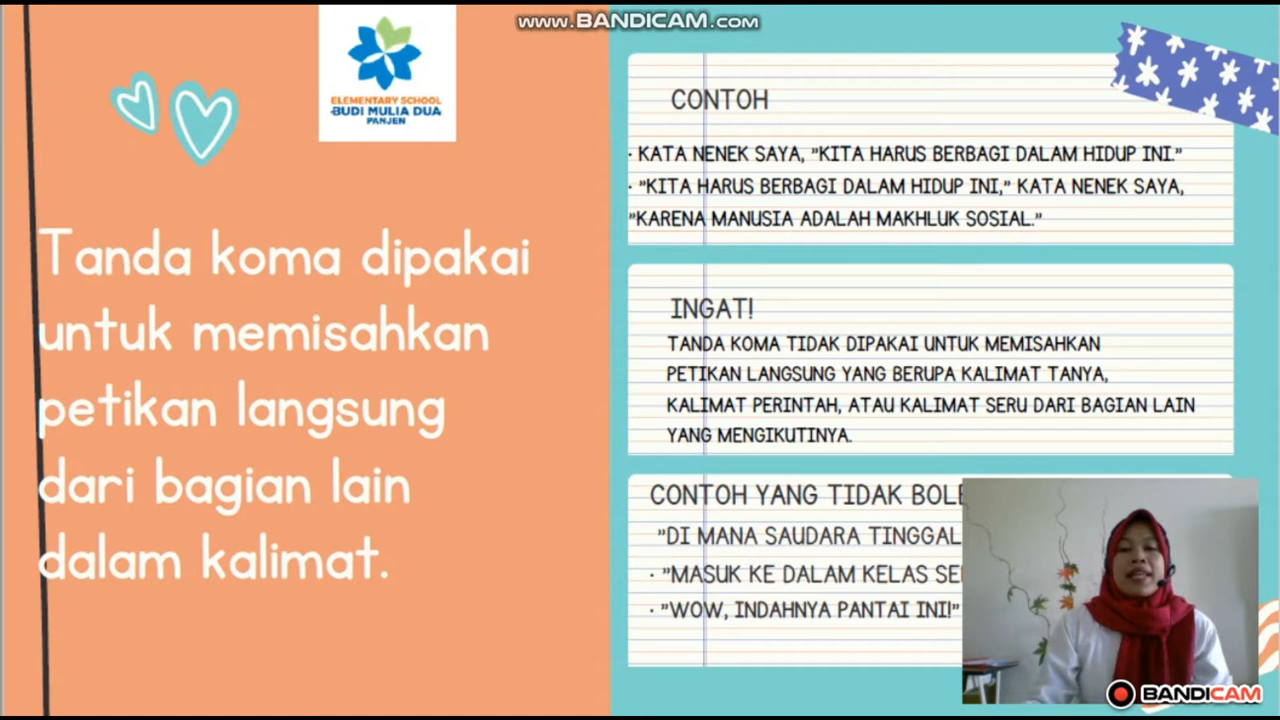 www.BANDICAM.com
ELEMENTARY SCHOOL
BUDI MULIA DUA
PANJEN
Tanda koma dipakai
untuk memisahkan
petikan langsung
dari bagian lain
dalam kalimat.
CONTOH
· KATA NENEK SAYA, "KITA HARUS BERBAGI DALAM HIDUP INI."
· "KITA HARUS BERBAGI DALAM HIDUP INI," KATA NENEK SAYA,
"KARENA MANUSIA ADALAH MAKHLUK SOSIAL."
INGAT!
TANDA KOMA TIDAK DIPAKAI UNTUK MEMISAHKAN
PETIKAN LANGSUNG YANG BERUPA KALIMAT TANYA,
KALIMAT PERINTAH, ATAU KALIMAT SERU DARI BAGIAN LAIN
YANG MENGIKUTINYA.
CONTOH YANG TIDAK
"DI MANA SAUDARA TINGGAL
· "MASUK KE DALAM KELAS
· "WOW, INDAHNYA PANTAI INI!"
BANDICAM